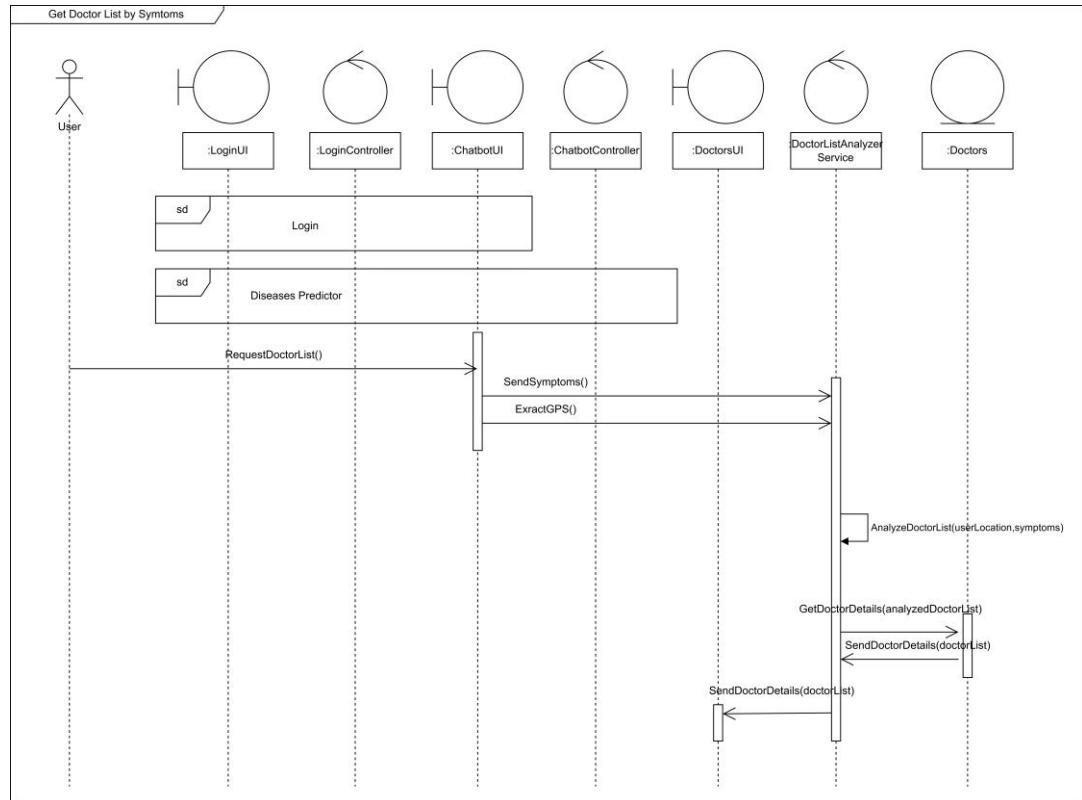 Get Doctor List by Symtoms
User
:LoginUI
:LoginController
:ChatbotUI
:ChatbotController
:DoctorsUI
:DoctorListAnalyzer
Service
:Doctors
sd
Login
sd
Diseases Predictor
RequestDoctorList()
SendSymptoms()
ExractGPS()
AnalyzeDoctorList(userLocation,symptoms)
GetDoctorDetails(analyzedDoctorList)
SendDoctorDetails(doctorList)
SendDoctorDetails(doctorList)